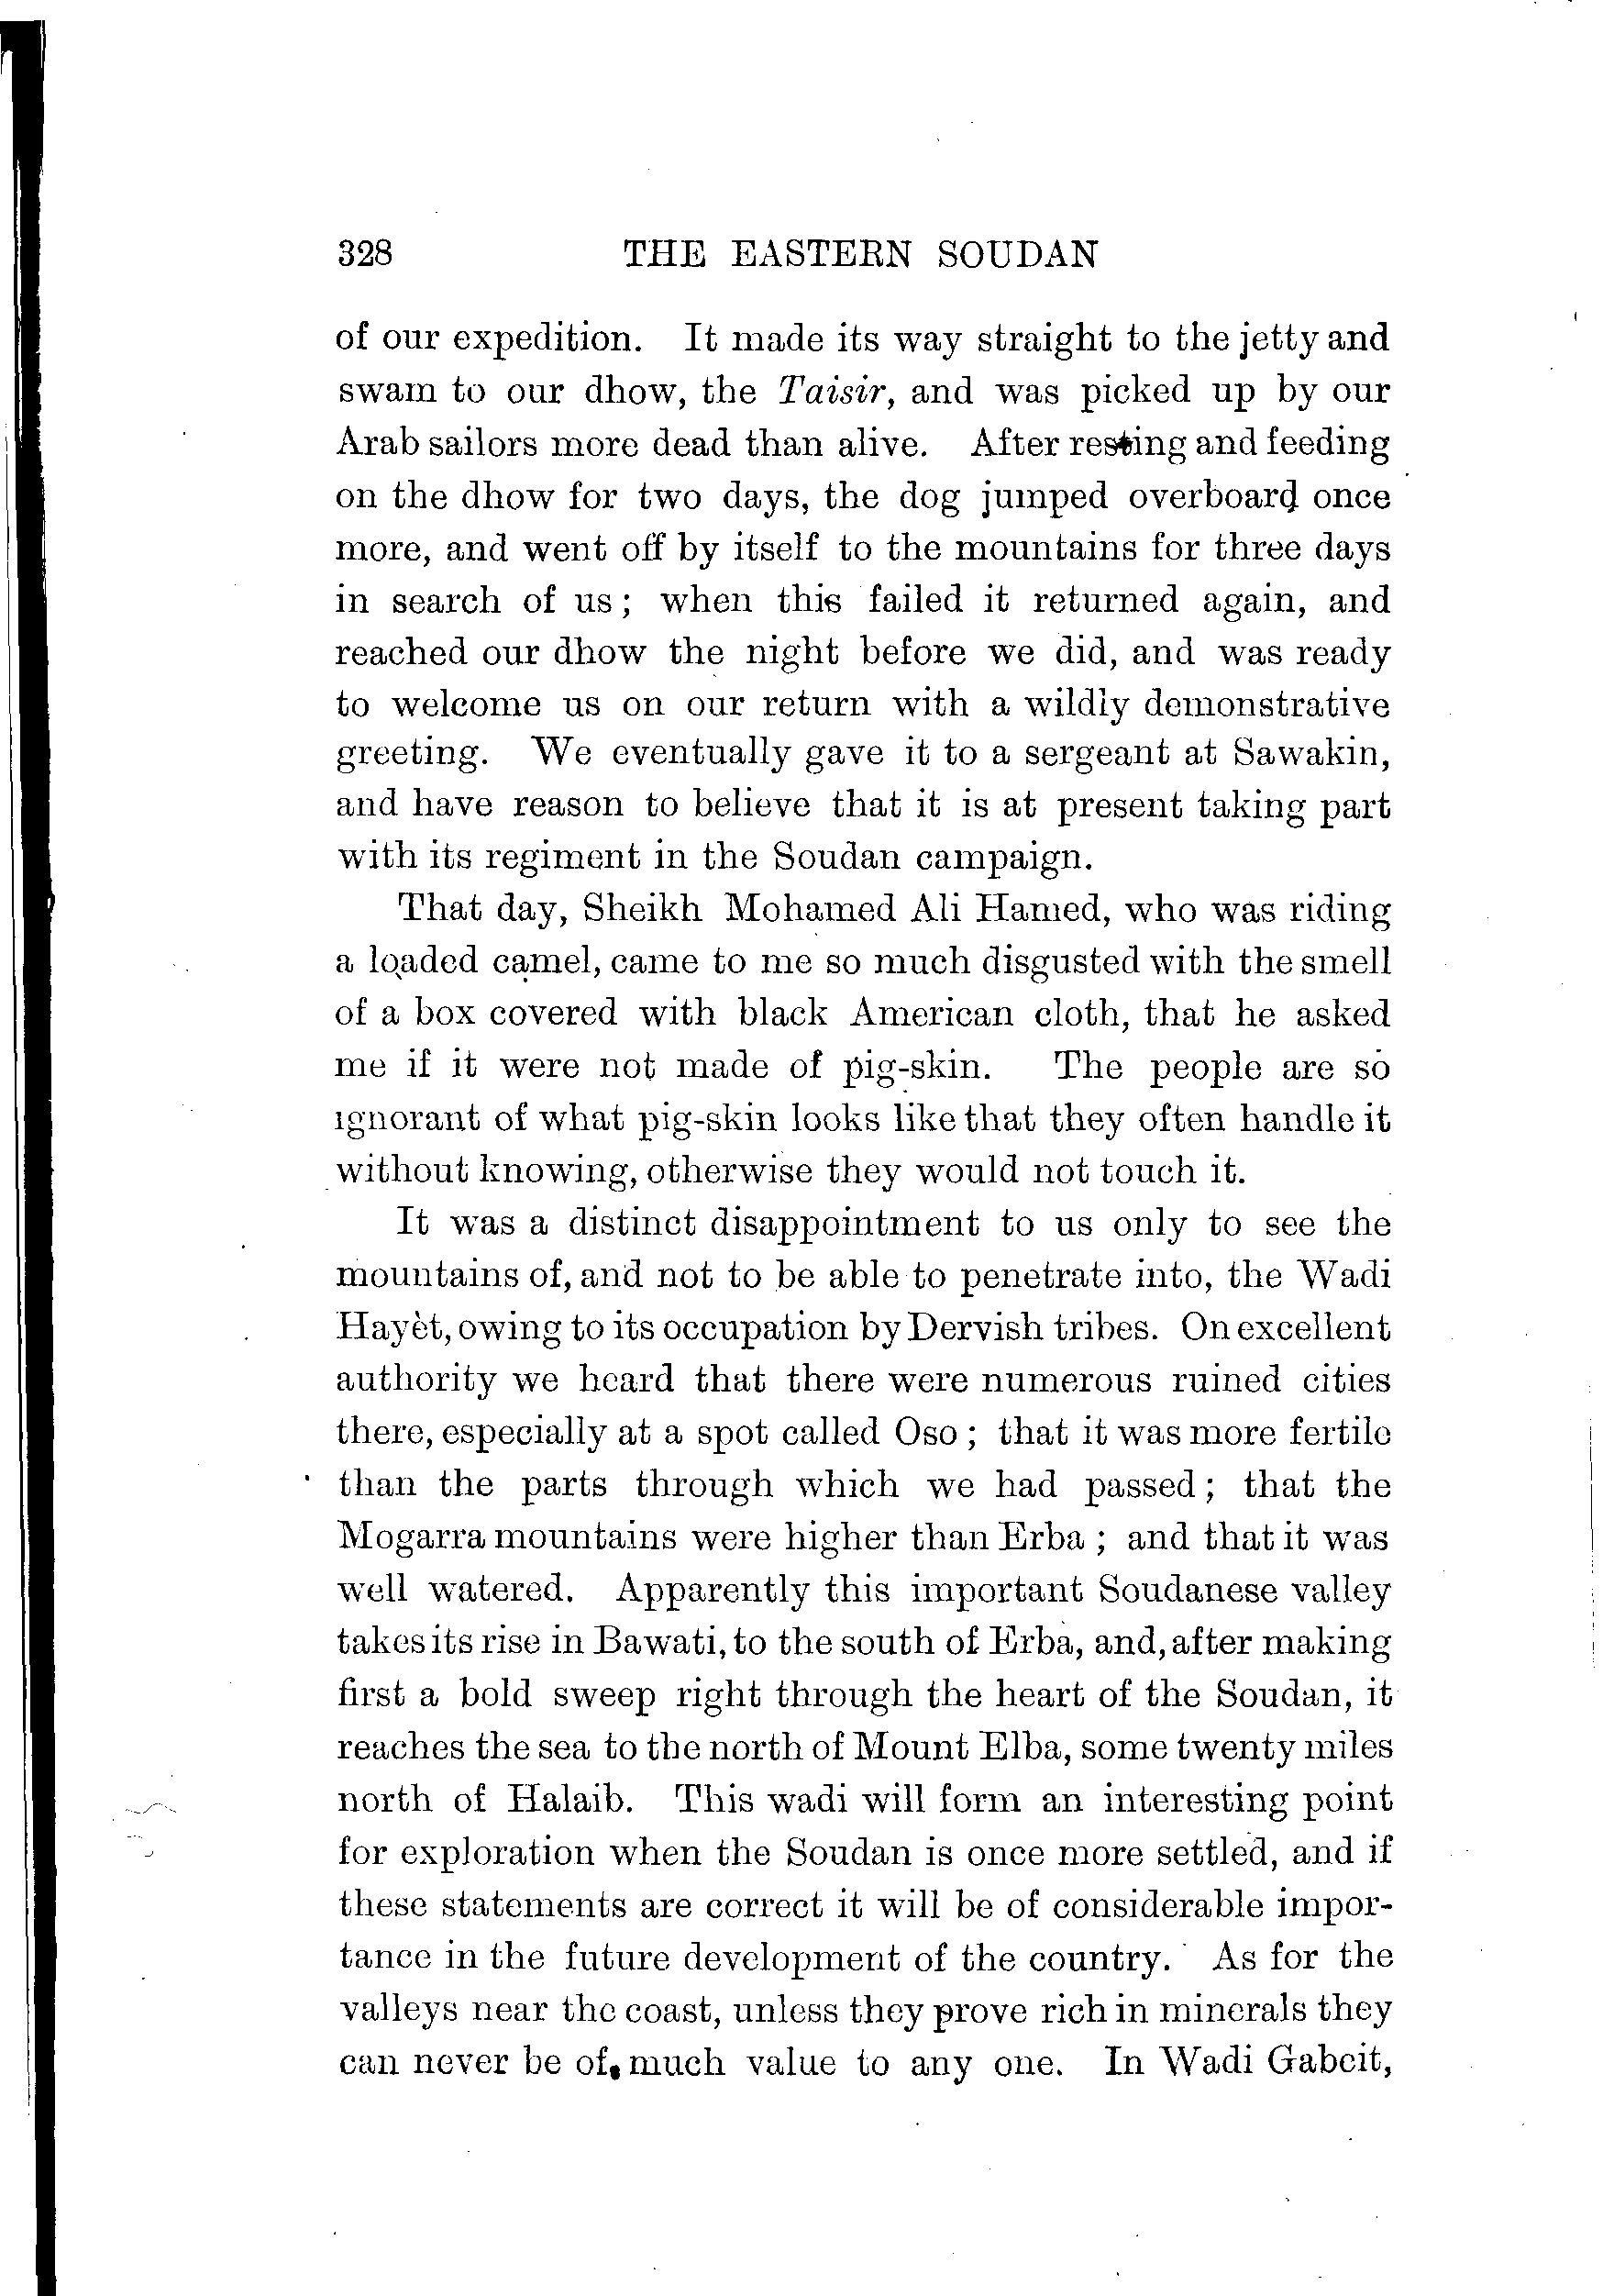 328 THE EASTERN SOUDAN
of our expedition. It made its way straight to the jetty and
swam to our dhow, the Taisir, and was picked up by our
Arab sailors more dead than alive. After resting and feeding
on the dhow for two days, the dog jumped overboard once
more, and went off by itself to the mountains for three days
in search of us; when this failed it returned again, and
reached our dhow the night before we did, and was ready
to welcome us on our return with a wildly demonstrative
greeting. We eventually gave it to a sergeant at Sawakin,
and have reason to believe that it is at present taking part
with its regiment in the Soudan campaign.
That day, Sheikh Mohamed Ali Hamed, who was riding
a loaded camel, came to me so much disgusted with the smell
of a box covered with black American cloth, that he asked
me if it were not made of pig-skin. The people are so
ignorant of what pig-skin looks like that they often handle it
without knowing, otherwise they would not touch it.
It was a distinct disappointment to us only to see the
mountains of, and not to be able to penetrate into, the Wadi
Hayèt, owing to its occupation by Dervish tribes. On excellent
authority we heard that there were numerous ruined cities
there, especially at a spot called Oso; that it was more fertile
than the parts through which we had passed; that the
Mogarra mountains were higher than Erba; and that it was
well watered. Apparently this important Soudanese valley
takes its rise in Bawati, to the south of Erba, and, after making
first a bold sweep right through the heart of the Soudan, it
reaches the sea to the north of Mount Elba, some twenty miles
north of Halaib. This wadi will form an interesting point
for exploration when the Soudan is once more settled, and if
these statements are correct it will be of considerable impor-
tance in the future development of the country. As for the
valleys near the coast, unless they prove rich in minerals they
can never be of much value to any one. In Wadi Gabeit,